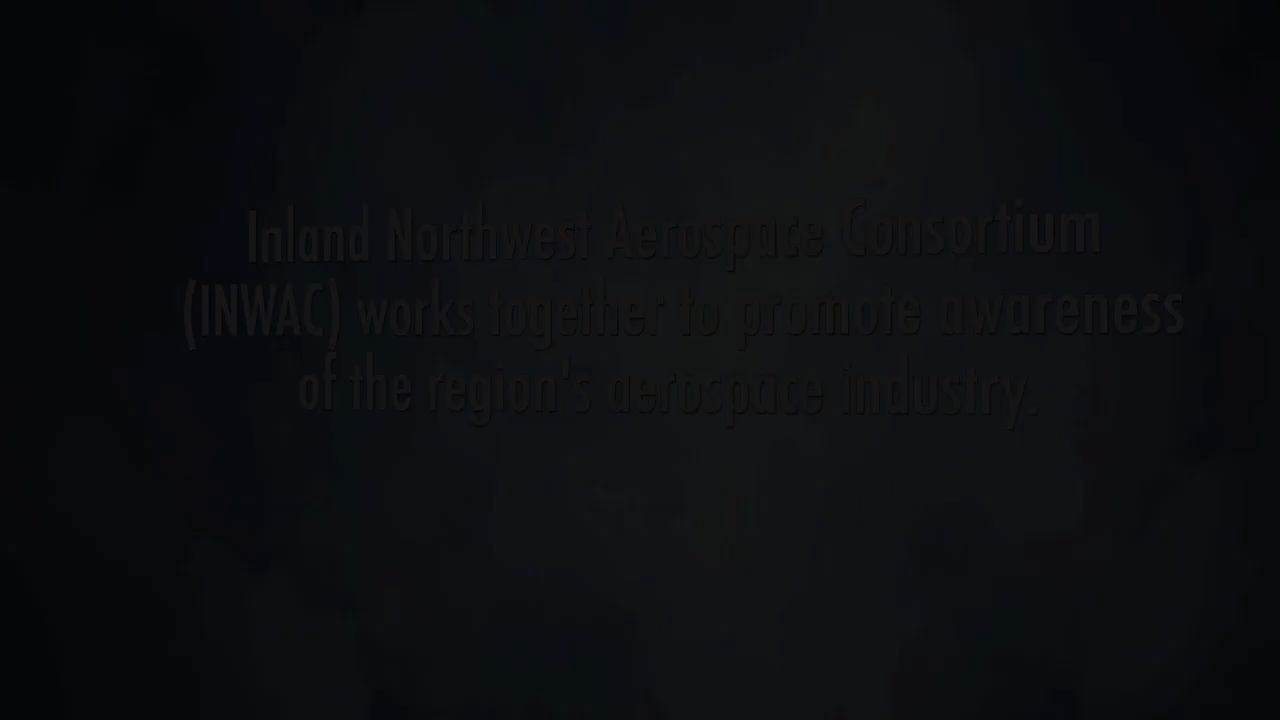 Inland Northwest Aerospace Consortium
(INWAC) works together to promote awareness
of the region's aerospace industry.